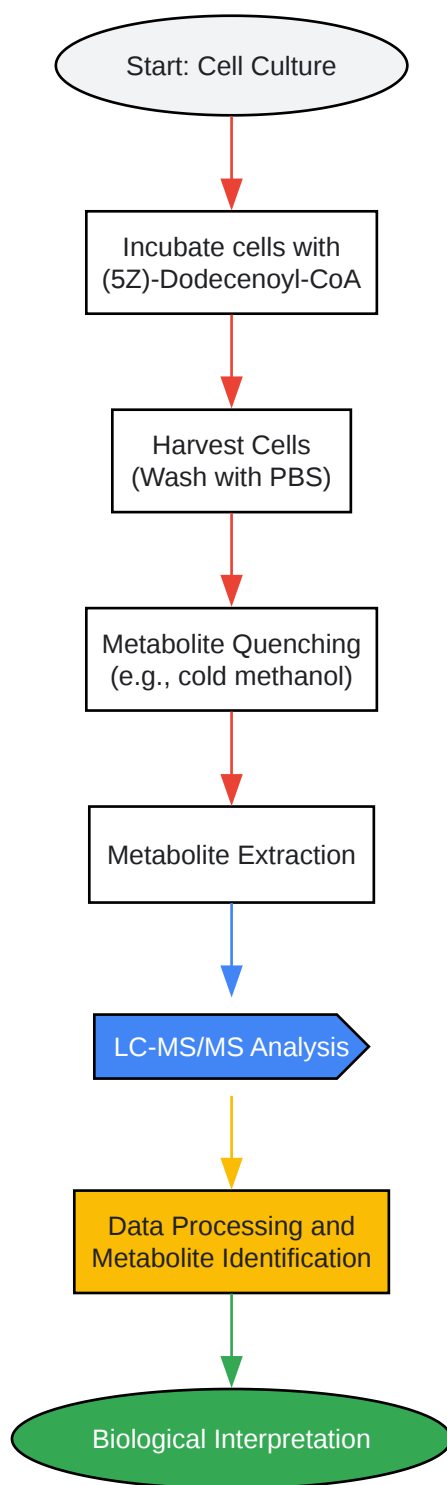 Start: Cell Culture
Incubate cells with
(5Z)-Dodecenoyl-CoA
Harvest Cells
(Wash with PBS)
Metabolite Quenching
(e.g., cold methanol)
Metabolite Extraction
LC-MS/MS Analysis
Data Processing and
Metabolite Identification
Biological Interpretation